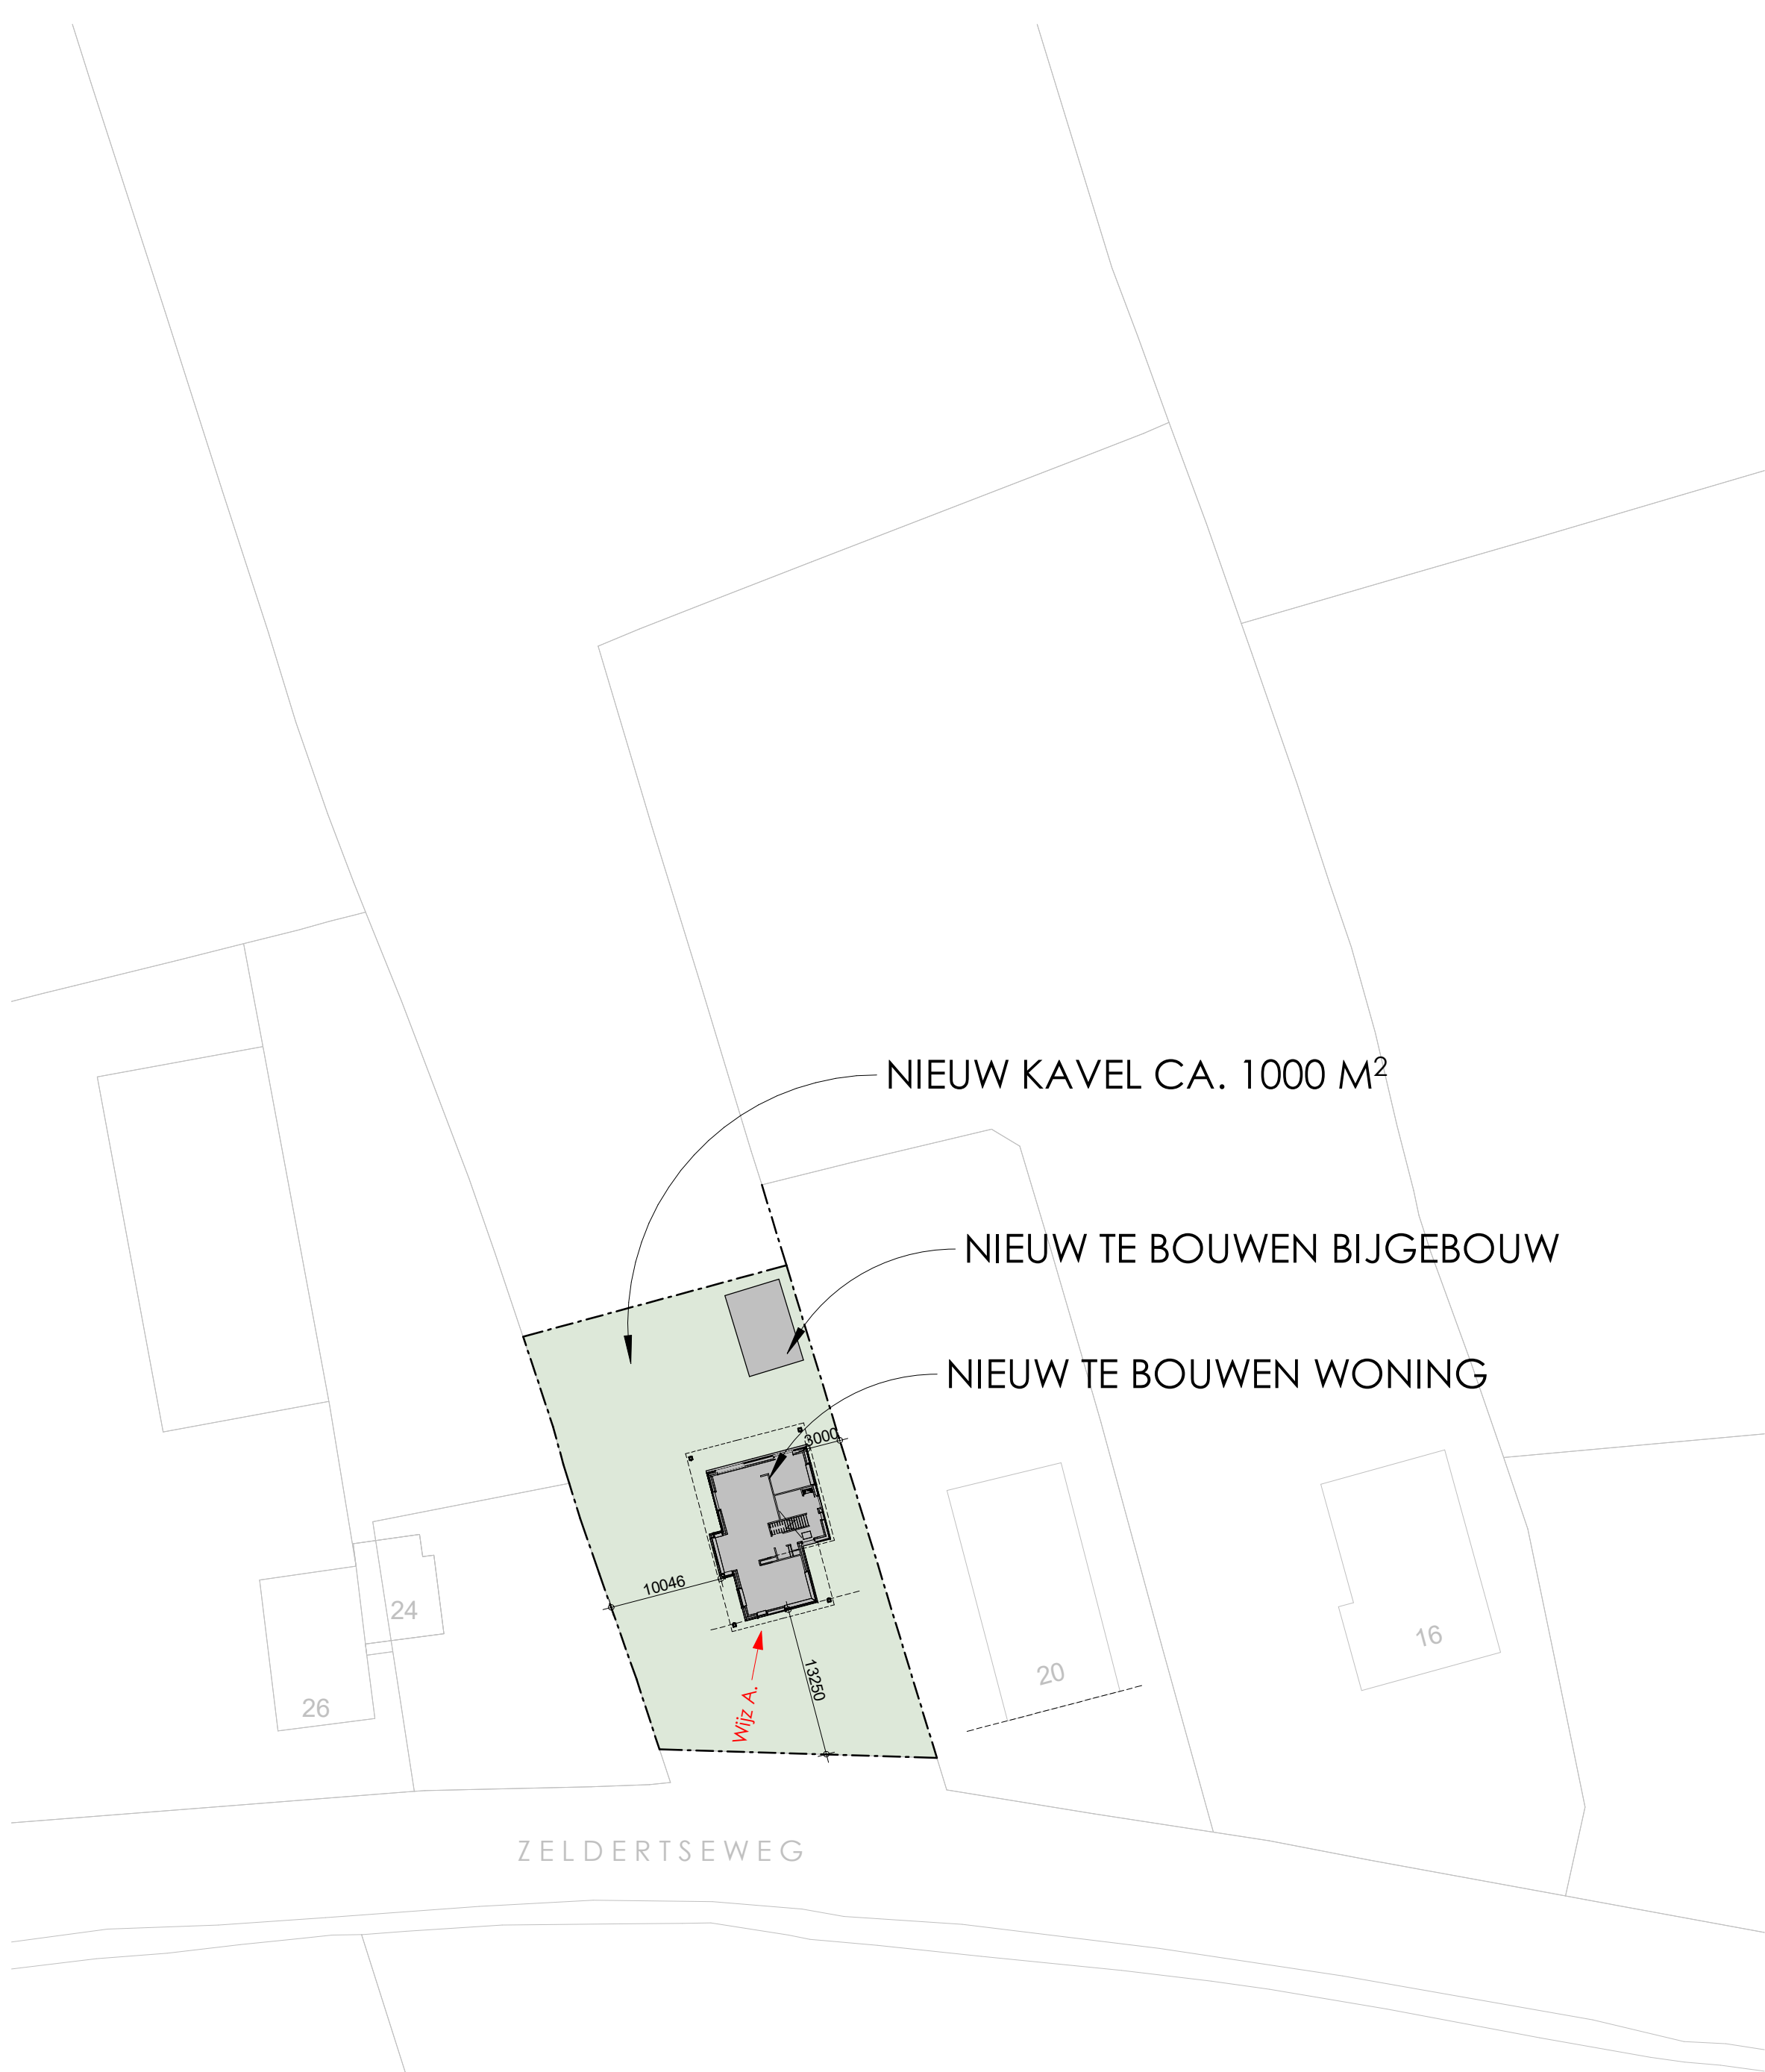 NIEUW KAVEL CA. 1000 M²
NIEUW TE BOUWEN BIJGEBOUW
NIEUW TE BOUWEN WONING
3000
10046
13250
Wijz A.
24
26
20
16
ZELDERTSEWEG